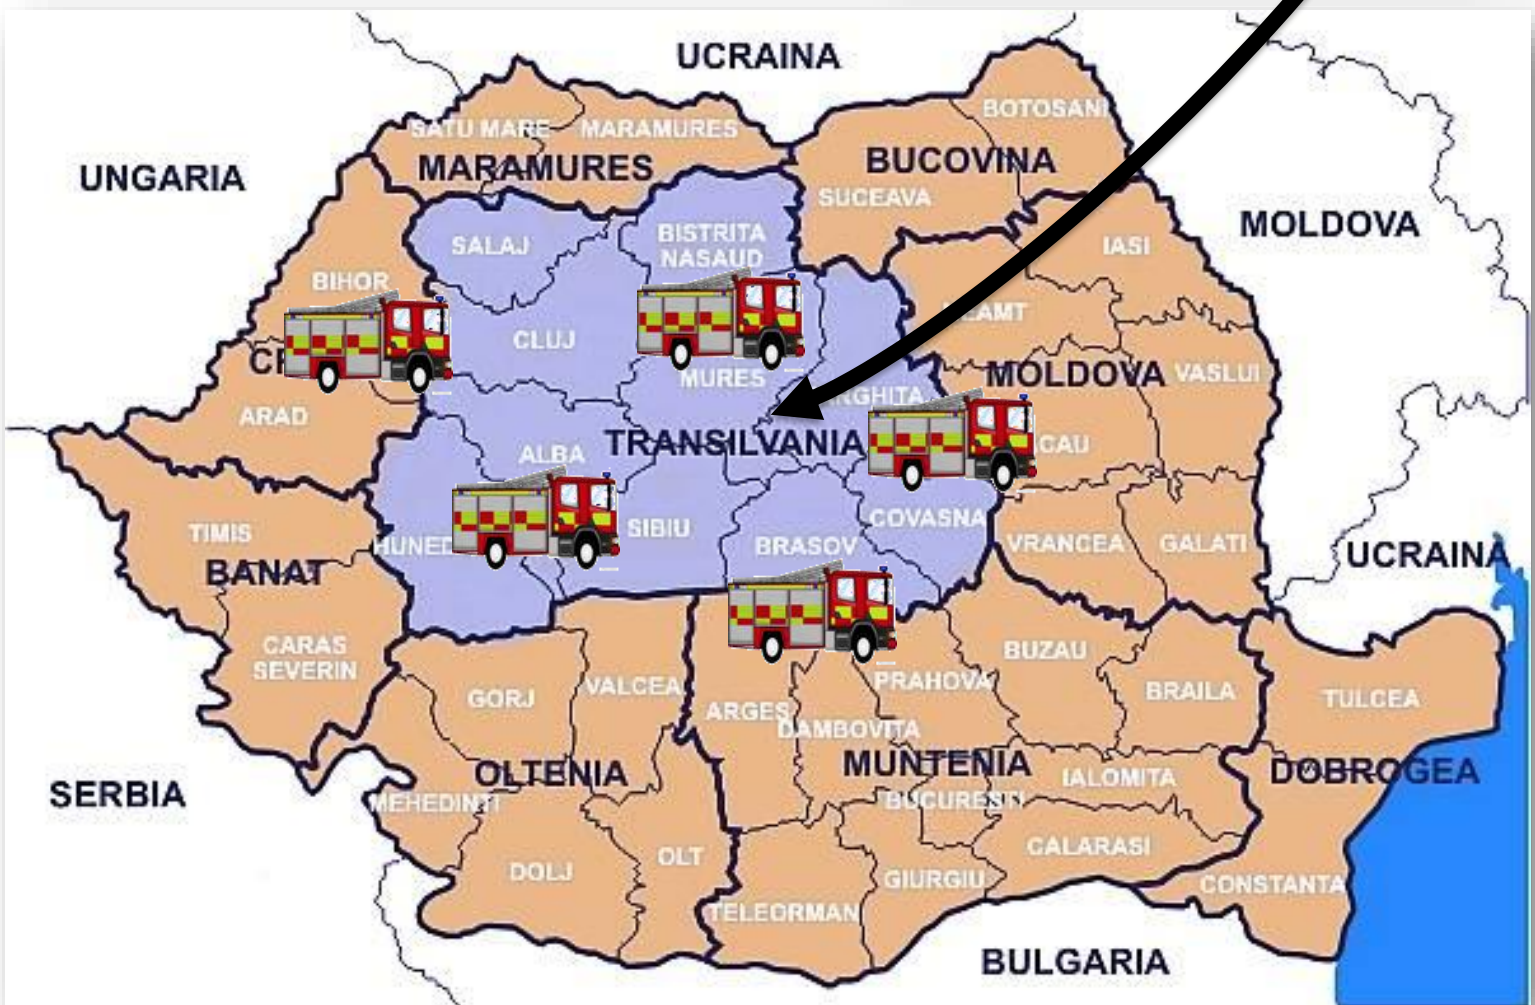 UCRAINA
BOTOSANI
SATU MARE
MARAMURES
MARAMURES
BUCOVINA
UNGARIA
SUCEAVA
MOLDOVA
SALAJ
BISTRITA
NASAUD
IASI
BIHOR
CLUJ
MURES
MOLDOVA
VASLUI
ARAD
TRANSILVANIA
ALBA
COVASNA
SIBIU
TIMIS
BRASOV
VRANCEA
GALATI
UCRAINA
BANAT
CARAS
SEVERIN
BUZAU
GORJ
VALCEA
PRAHOVA
BRAILA
TULCEA
ARGES
DAMBOVITA
OLTENIA
MUNTENIA
IALOMITA
DOBROGEA
SERBIA
MEHEDINTI
BUCURESTI
CALARASI
DOLJ
OLT
GIURGIU
CONSTANTA
TELEORMAN
BULGARIA